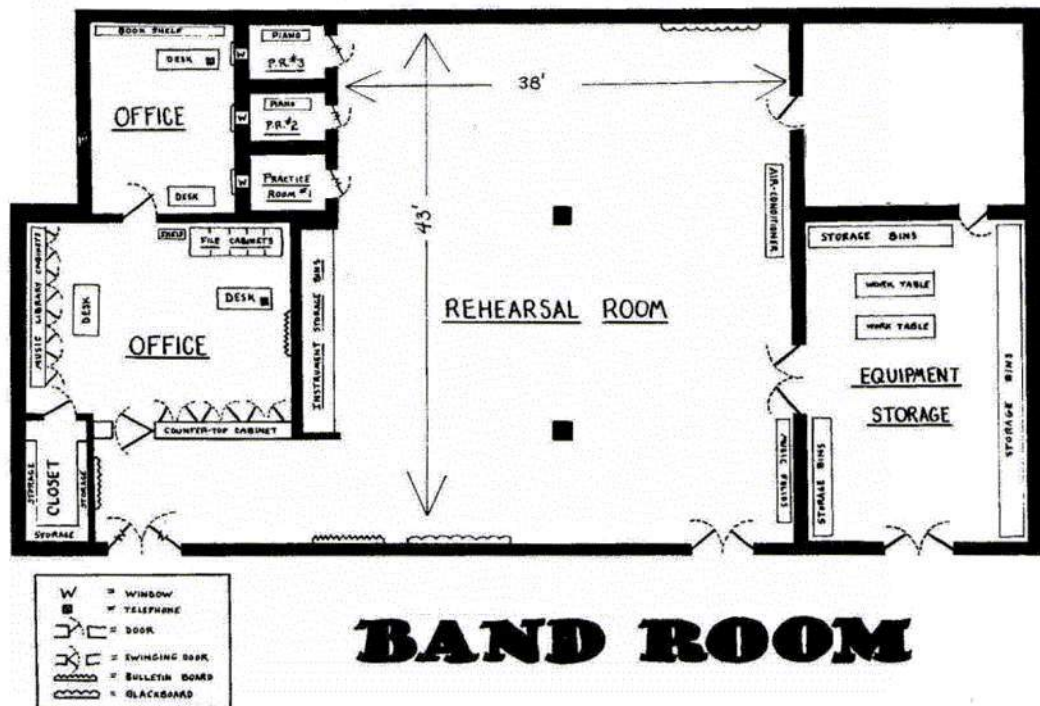 BOOK SHELF
DESK
OFFICE
DESK
W
W
W
PIANO
P.R.#3
PIANO
P.R.#2
PRACTICE
ROOM #1
38'
43'
AIR-CONDITIONER
REHEARSAL ROOM
INSTRUMENT STORAGE BINS
MUSIC LIBRARY CABINETS
SHELF
FILE CABINETS
DESK
DESK
OFFICE
COUNTER-TOP CABINET
STORAGE
CLOSET
STORAGE
STORAGE
STORAGE BINS
WORK TABLE
WORK TABLE
EQUIPMENT
STORAGE
STORAGE BINS
STORAGE BINS
MUSIC FOLIOS
W = WINDOW
= TELEPHONE
= DOOR
= SWINGING DOOR
= BULLETIN BOARD
= BLACKBOARD
BAND ROOM